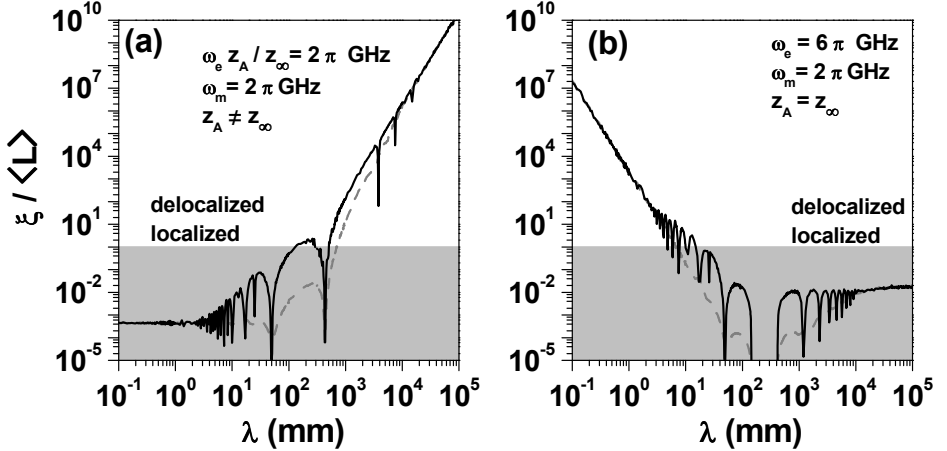 (a)
ω_e z_A / z_∞ = 2 π GHz
ω_m = 2 π GHz
z_A ≠ z_∞
delocalized
localized
ξ / <L>
10^10
10^7
10^4
10^1
10^-2
10^-5
10^-1 10^0 10^1 10^2 10^3 10^4 10^5
λ (mm)
(b)
ω_e = 6 π GHz
ω_m = 2 π GHz
z_A = z_∞
delocalized
localized
10^10
10^7
10^4
10^1
10^-2
10^-5
10^-1 10^0 10^1 10^2 10^3 10^4 10^5
λ (mm)